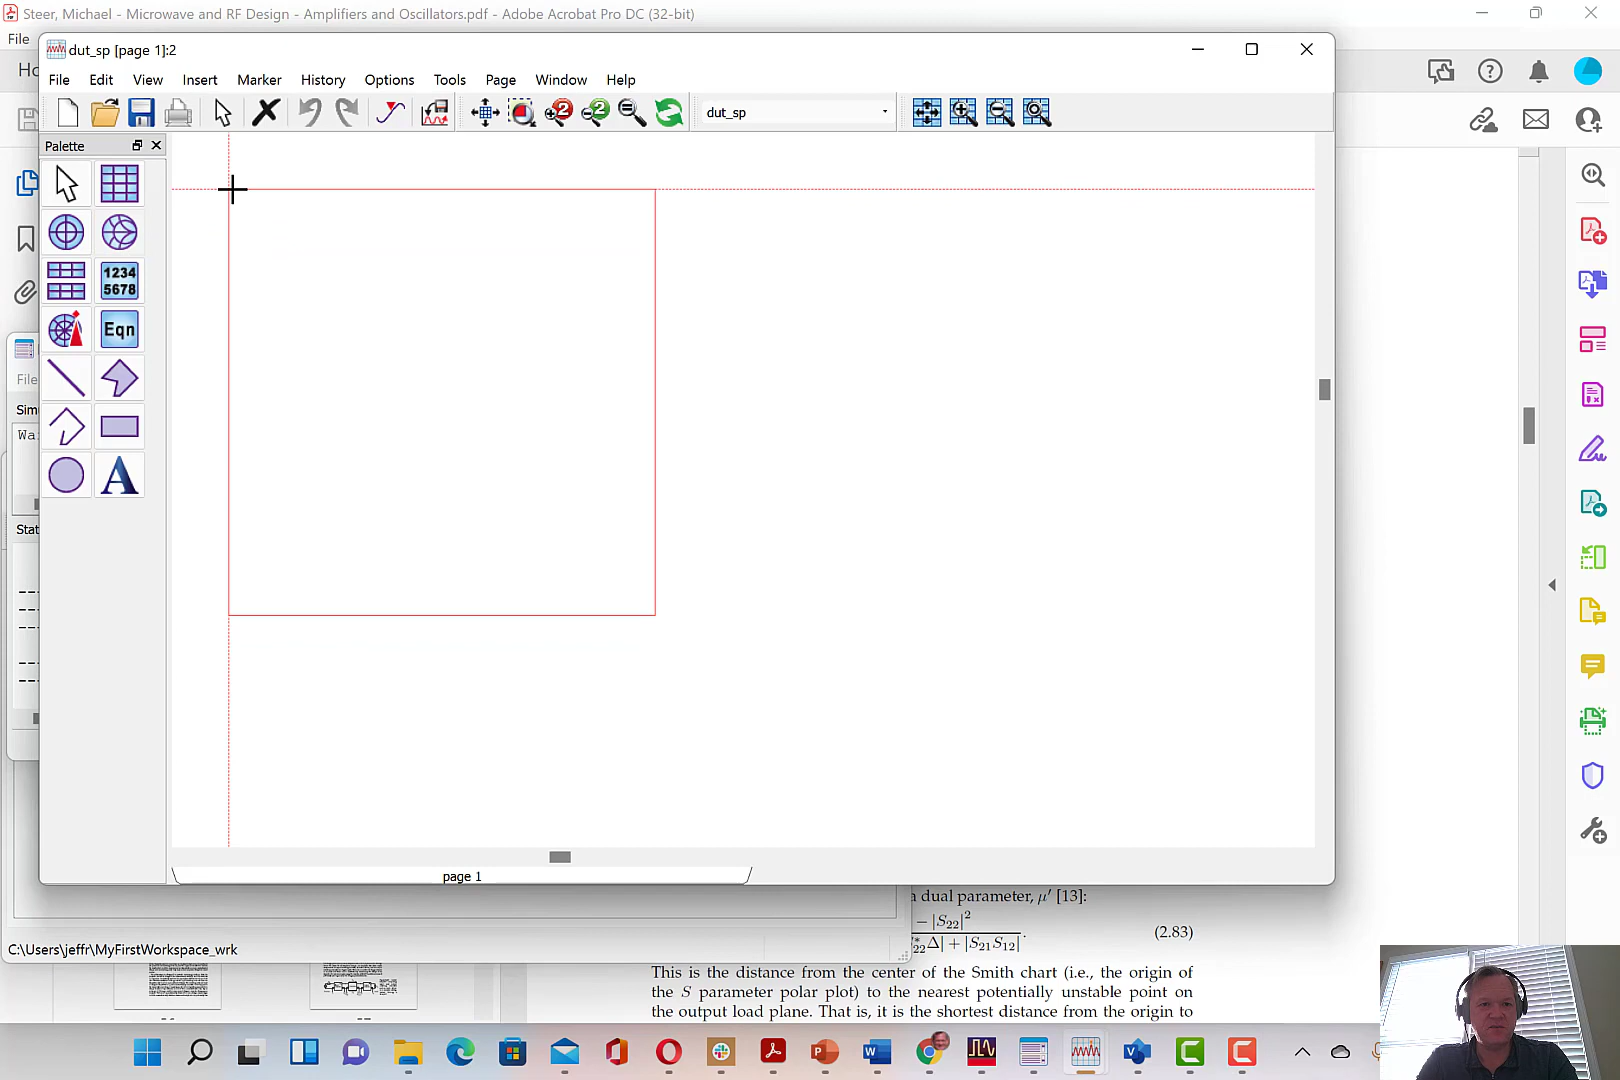 Steer, Michael - Microwave and RF Design - Amplifiers and Oscillators.pdf - Adobe Acrobat Pro DC (32-bit)
File
dut_sp [page 1]:2
File Edit View Insert Marker History Options Tools Page Window Help
dut_sp
Palette
1234
5678
Eqn
A
File
page 1
C:\Users\jeffr\MyFirstWorkspace_wrk
a dual parameter, μ′ [13]:
− |S22|²
Δ| + |S21S12| .
(2.83)
This is the distance from the center of the Smith chart (i.e., the origin of
the S parameter polar plot) to the nearest potentially unstable point on
the output load plane. That is, it is the shortest distance from the origin to